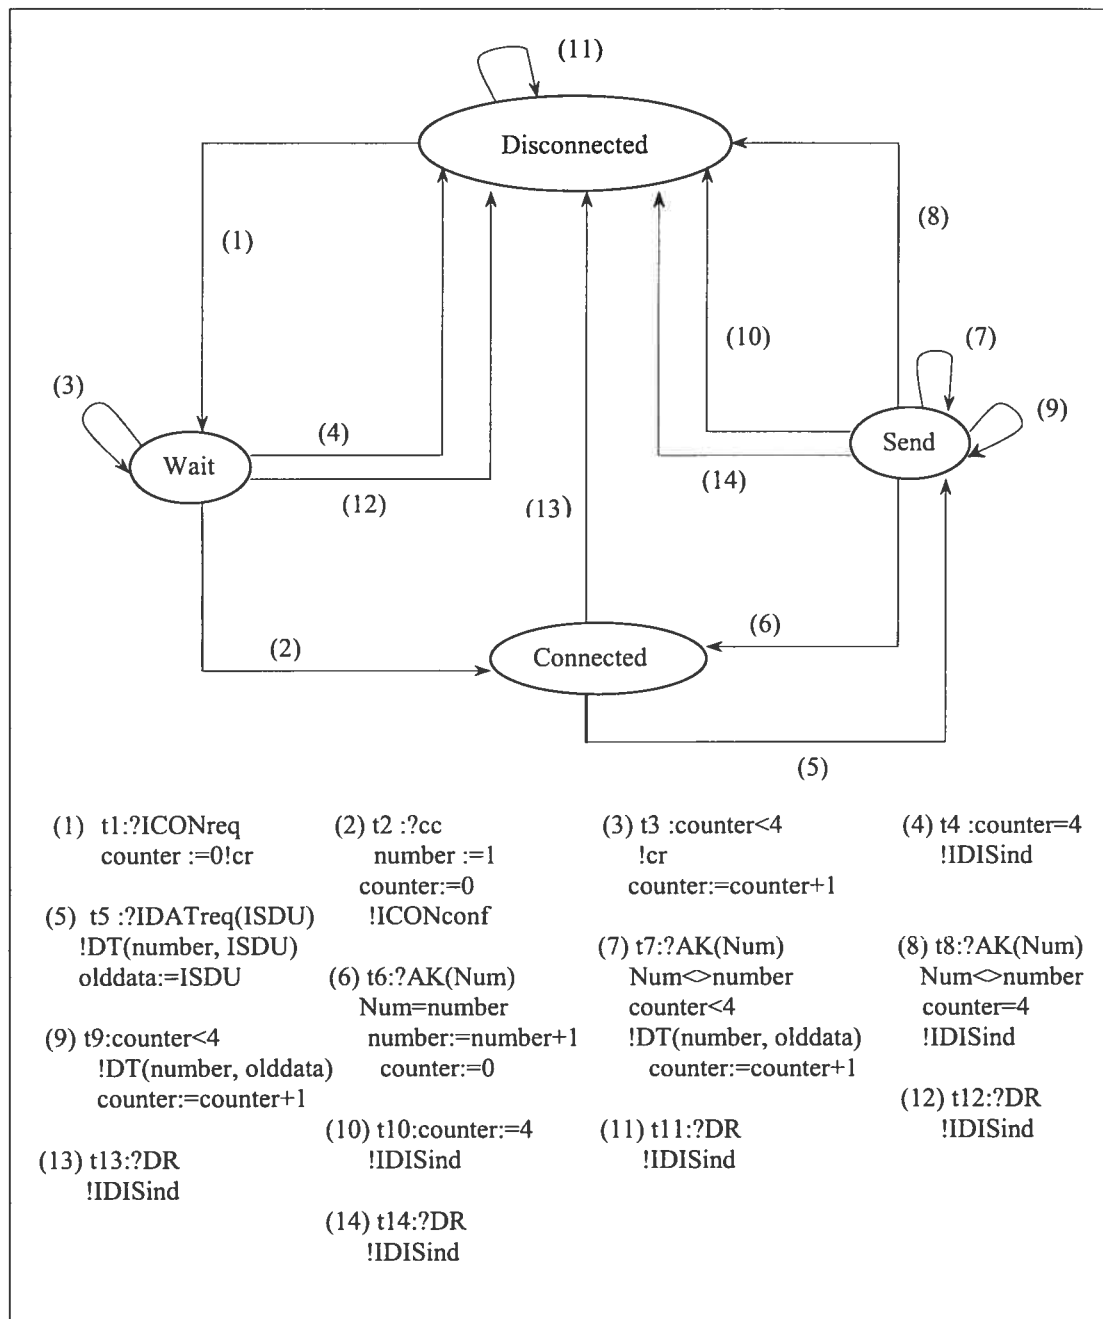 (11)
Disconnected
(1)
(8)
(10)
(7)
(3)
(9)
(4)
Wait
Send
(12)
(13)
(14)
(2)
Connected
(6)
(5)
(1) t1:?ICONreq
counter :=0!cr
(2) t2 :?cc
number :=1
counter:=0
!ICONconf
(3) t3 :counter<4
!cr
counter:=counter+1
(4) t4 :counter=4
!IDISind
(5) t5 :?IDATreq(ISDU)
!DT(number, ISDU)
olddata:=ISDU
(6) t6:?AK(Num)
Num=number
number:=number+1
counter:=0
(7) t7:?AK(Num)
Num<>number
counter<4
!DT(number, olddata)
counter:=counter+1
(8) t8:?AK(Num)
Num<>number
counter=4
!IDISind
(9) t9:counter<4
!DT(number, olddata)
counter:=counter+1
(10) t10:counter:=4
!IDISind
(11) t11:?DR
!IDISind
(12) t12:?DR
!IDISind
(13) t13:?DR
!IDISind
(14) t14:?DR
!IDISind